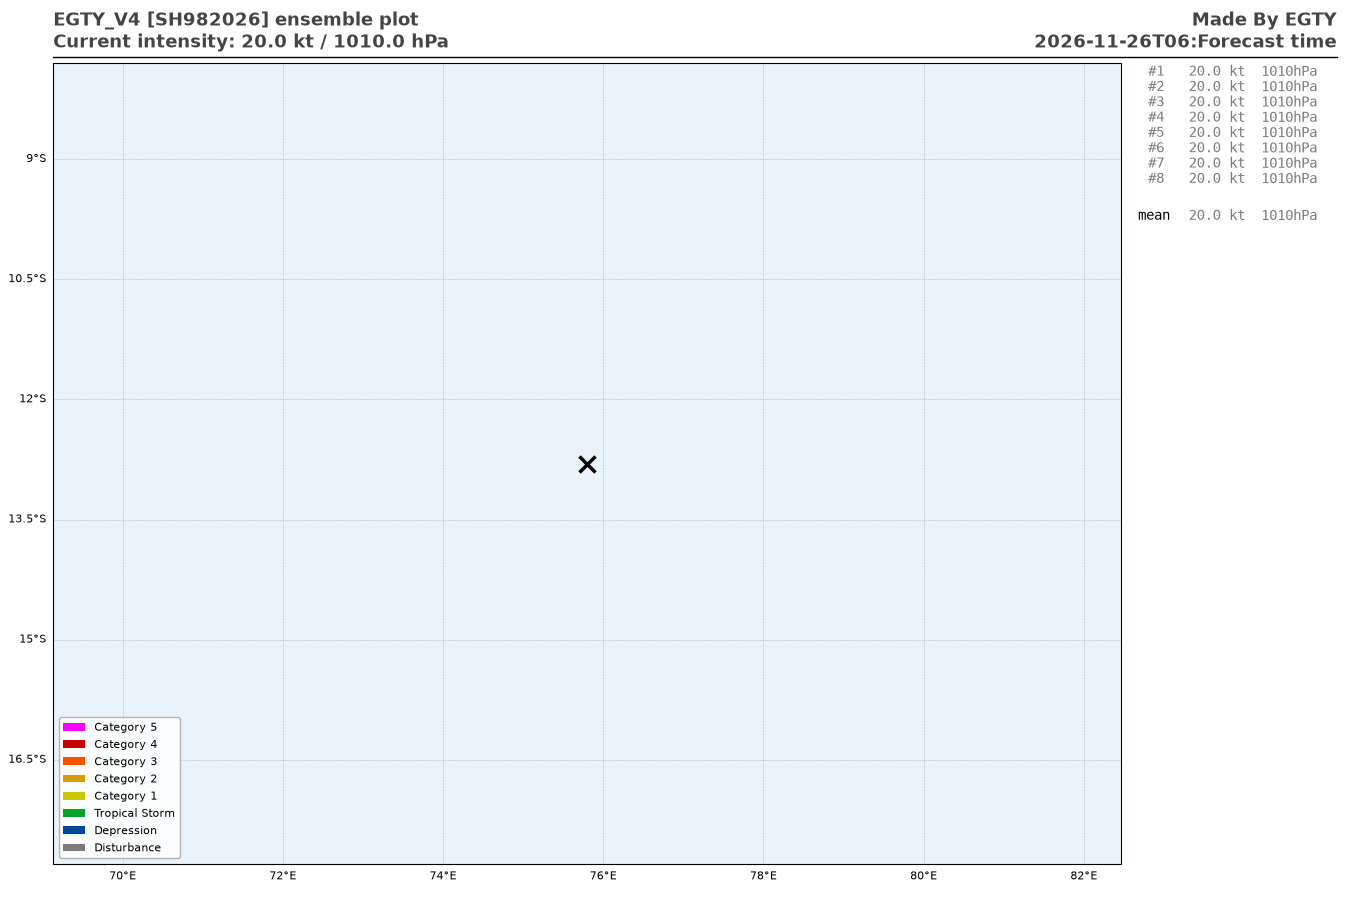 EGTY_V4 [SH982026] ensemble plot
Current intensity: 20.0 kt / 1010.0 hPa
Made By EGTY
2026-11-26T06:Forecast time
#1 20.0 kt 1010hPa
#2 20.0 kt 1010hPa
#3 20.0 kt 1010hPa
#4 20.0 kt 1010hPa
#5 20.0 kt 1010hPa
#6 20.0 kt 1010hPa
#7 20.0 kt 1010hPa
#8 20.0 kt 1010hPa
mean 20.0 kt 1010hPa
9°S
10.5°S
12°S
13.5°S
15°S
16.5°S
Category 5
Category 4
Category 3
Category 2
Category 1
Tropical Storm
Depression
Disturbance
70°E 72°E 74°E 76°E 78°E 80°E 82°E